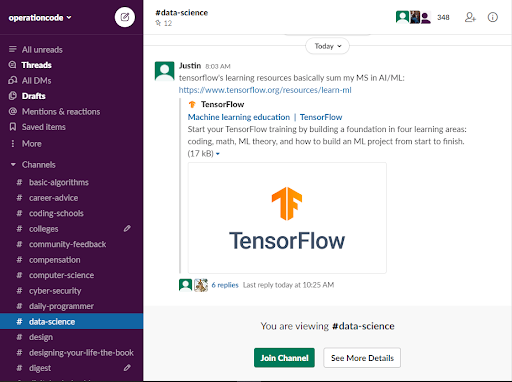 operationcode
All unreads
Threads
All DMs
Drafts
Mentions & reactions
Saved items
More
Channels
# basic-algorithms
# career-advice
# coding-schools
# colleges
# community-feedback
# compensation
# computer-science
# cyber-security
# daily-programmer
# data-science
# design
# designing-your-life-the-book
# digest
#data-science
12
348
Today
Justin 8:03 AM
tensorflow's learning resources basically sum my MS in AI/ML:
https://www.tensorflow.org/resources/learn-ml
TensorFlow
Machine learning education | TensorFlow
Start your TensorFlow training by building a foundation in four learning areas:
coding, math, ML theory, and how to build an ML project from start to finish.
(17 kB)
TensorFlow
6 replies Last reply today at 10:25 AM
You are viewing #data-science
Join Channel See More Details